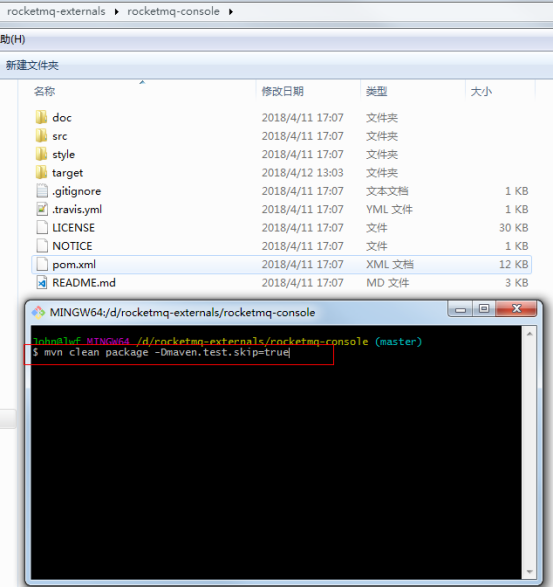 rocketmq-externals ▸ rocketmq-console ▸
助(H)
新建文件夹
名称 修改日期 类型 大小
doc 2018/4/11 17:07 文件夹
src 2018/4/11 17:07 文件夹
style 2018/4/11 17:07 文件夹
target 2018/4/12 13:03 文件夹
.gitignore 2018/4/11 17:07 文本文档 1 KB
.travis.yml 2018/4/11 17:07 YML 文件 1 KB
LICENSE 2018/4/11 17:07 文件 30 KB
NOTICE 2018/4/11 17:07 文件 1 KB
pom.xml 2018/4/11 17:07 XML 文档 12 KB
README.md 2018/4/11 17:07 MD 文件 3 KB
MINGW64:/d/rocketmq-externals/rocketmq-console
John@lwf MINGW64 /d/rocketmq-externals/rocketmq-console (master)
$ mvn clean package -Dmaven.test.skip=true